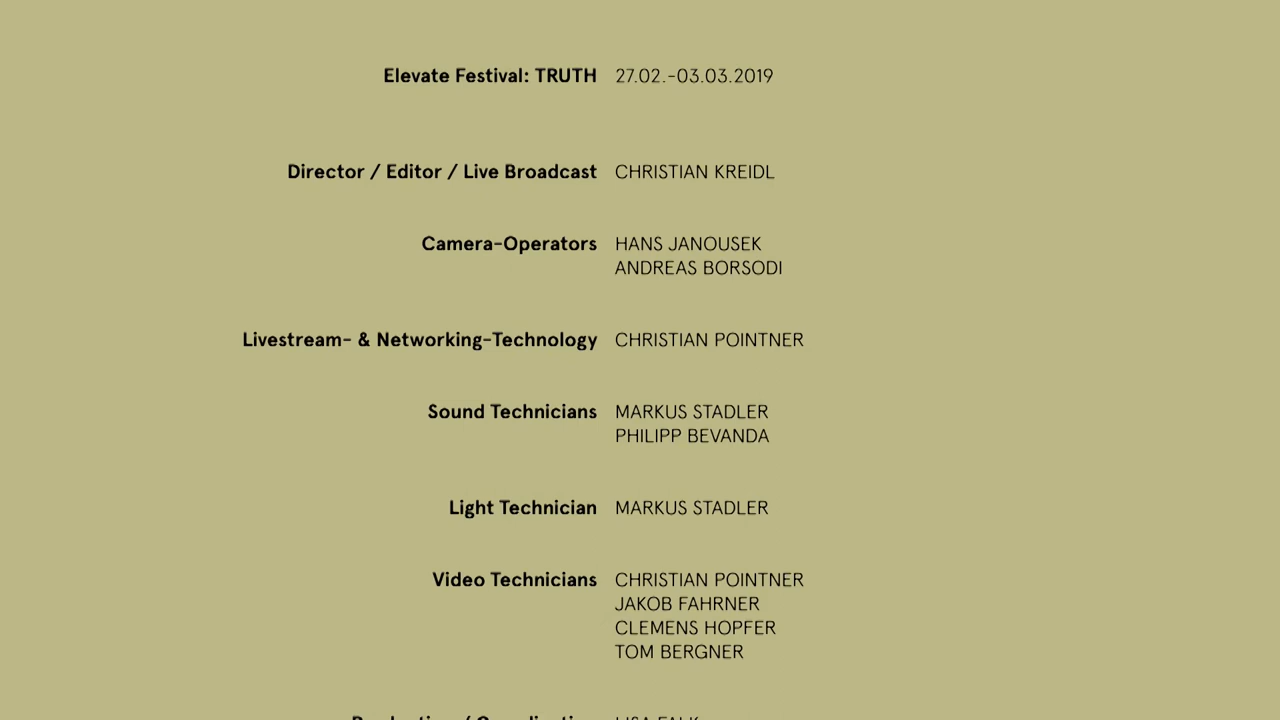 Elevate Festival: TRUTH 27.02.-03.03.2019
Director / Editor / Live Broadcast CHRISTIAN KREIDL
Camera-Operators HANS JANOUSEK
ANDREAS BORSODI
Livestream- & Networking-Technology CHRISTIAN POINTNER
Sound Technicians MARKUS STADLER
PHILIPP BEVANDA
Light Technician MARKUS STADLER
Video Technicians CHRISTIAN POINTNER
JAKOB FAHRNER
CLEMENS HOPFER
TOM BERGNER